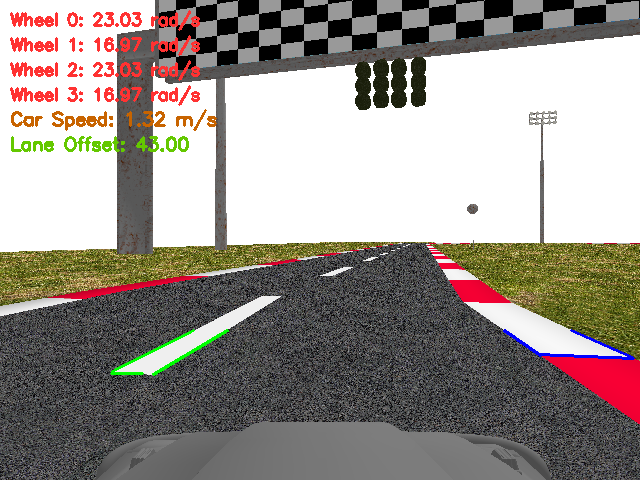 Wheel 0: 23.03 rad/s
Wheel 1: 16.97 rad/s
Wheel 2: 23.03 rad/s
Wheel 3: 16.97 rad/s
Car Speed: 1.32 m/s
Lane Offset: 43.00